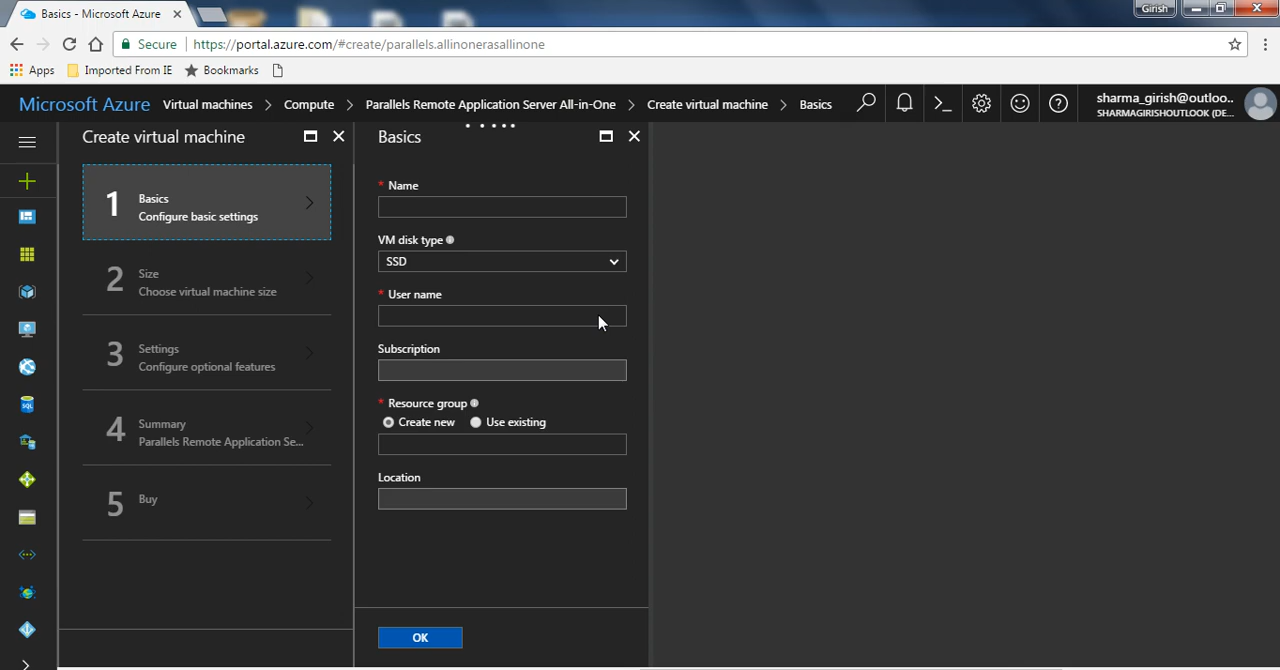 Basics - Microsoft Azure
Girish
Secure
https://portal.azure.com/#create/parallels.allinonerasallinone
Apps
Imported From IE
Bookmarks
Microsoft Azure
Virtual machines > Compute > Parallels Remote Application Server All-in-One > Create virtual machine > Basics
sharma_girish@outloo..
SHARMAGIRISHOUTLOOK (DE...
Create virtual machine
1
Basics
Configure basic settings
2
Size
Choose virtual machine size
3
Settings
Configure optional features
4
Summary
Parallels Remote Application Se...
5
Buy
Basics
* Name
VM disk type
SSD
* User name
Subscription
* Resource group
Create new
Use existing
Location
OK
SQL